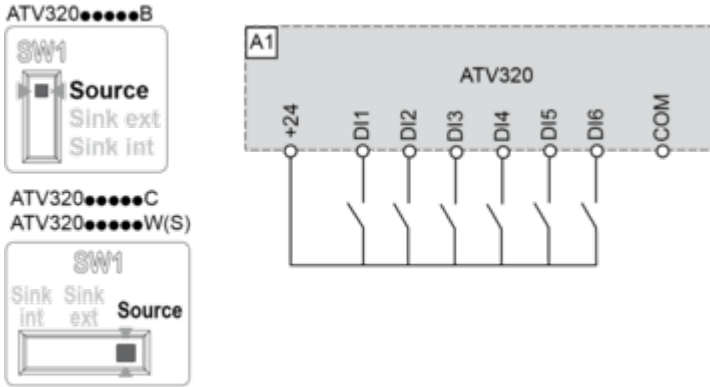 ATV320●●●●●B
SW1
Source
Sink ext
Sink int
ATV320●●●●●C
ATV320●●●●●W(S)
SW1
Sink int
Sink ext
Source
A1
ATV320
+24
DI1
DI2
DI3
DI4
DI5
DI6
COM